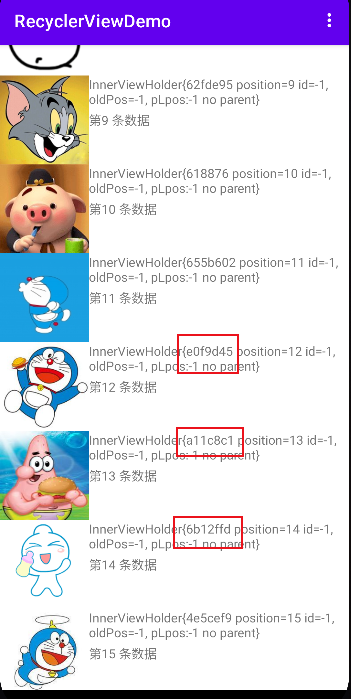 RecyclerViewDemo
InnerViewHolder{62fde95 position=9 id=-1,
oldPos=-1, pLpos:-1 no parent}
第9 条数据
InnerViewHolder{618876 position=10 id=-1,
oldPos=-1, pLpos:-1 no parent}
第10 条数据
InnerViewHolder{655b602 position=11 id=-1,
oldPos=-1, pLpos:-1 no parent}
第11 条数据
InnerViewHolder{e0f9d45 position=12 id=-1,
oldPos=-1, pLpos:-1 no parent}
第12 条数据
InnerViewHolder{a11c8c1 position=13 id=-1,
oldPos=-1, pLpos:-1 no parent}
第13 条数据
InnerViewHolder{6b12ffd position=14 id=-1,
oldPos=-1, pLpos:-1 no parent}
第14 条数据
InnerViewHolder{4e5cef9 position=15 id=-1,
oldPos=-1, pLpos:-1 no parent}
第15 条数据